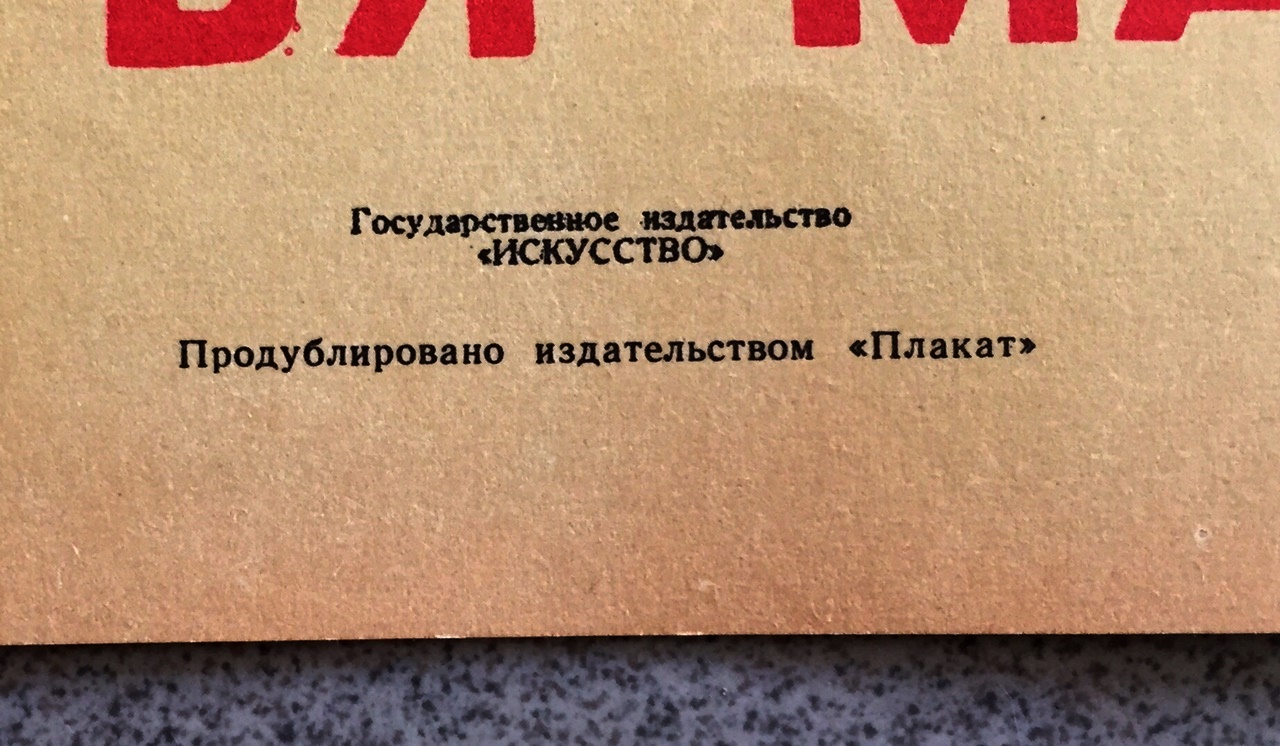 Государственное издательство
«ИСКУССТВО»
Продублировано издательством «Плакат»